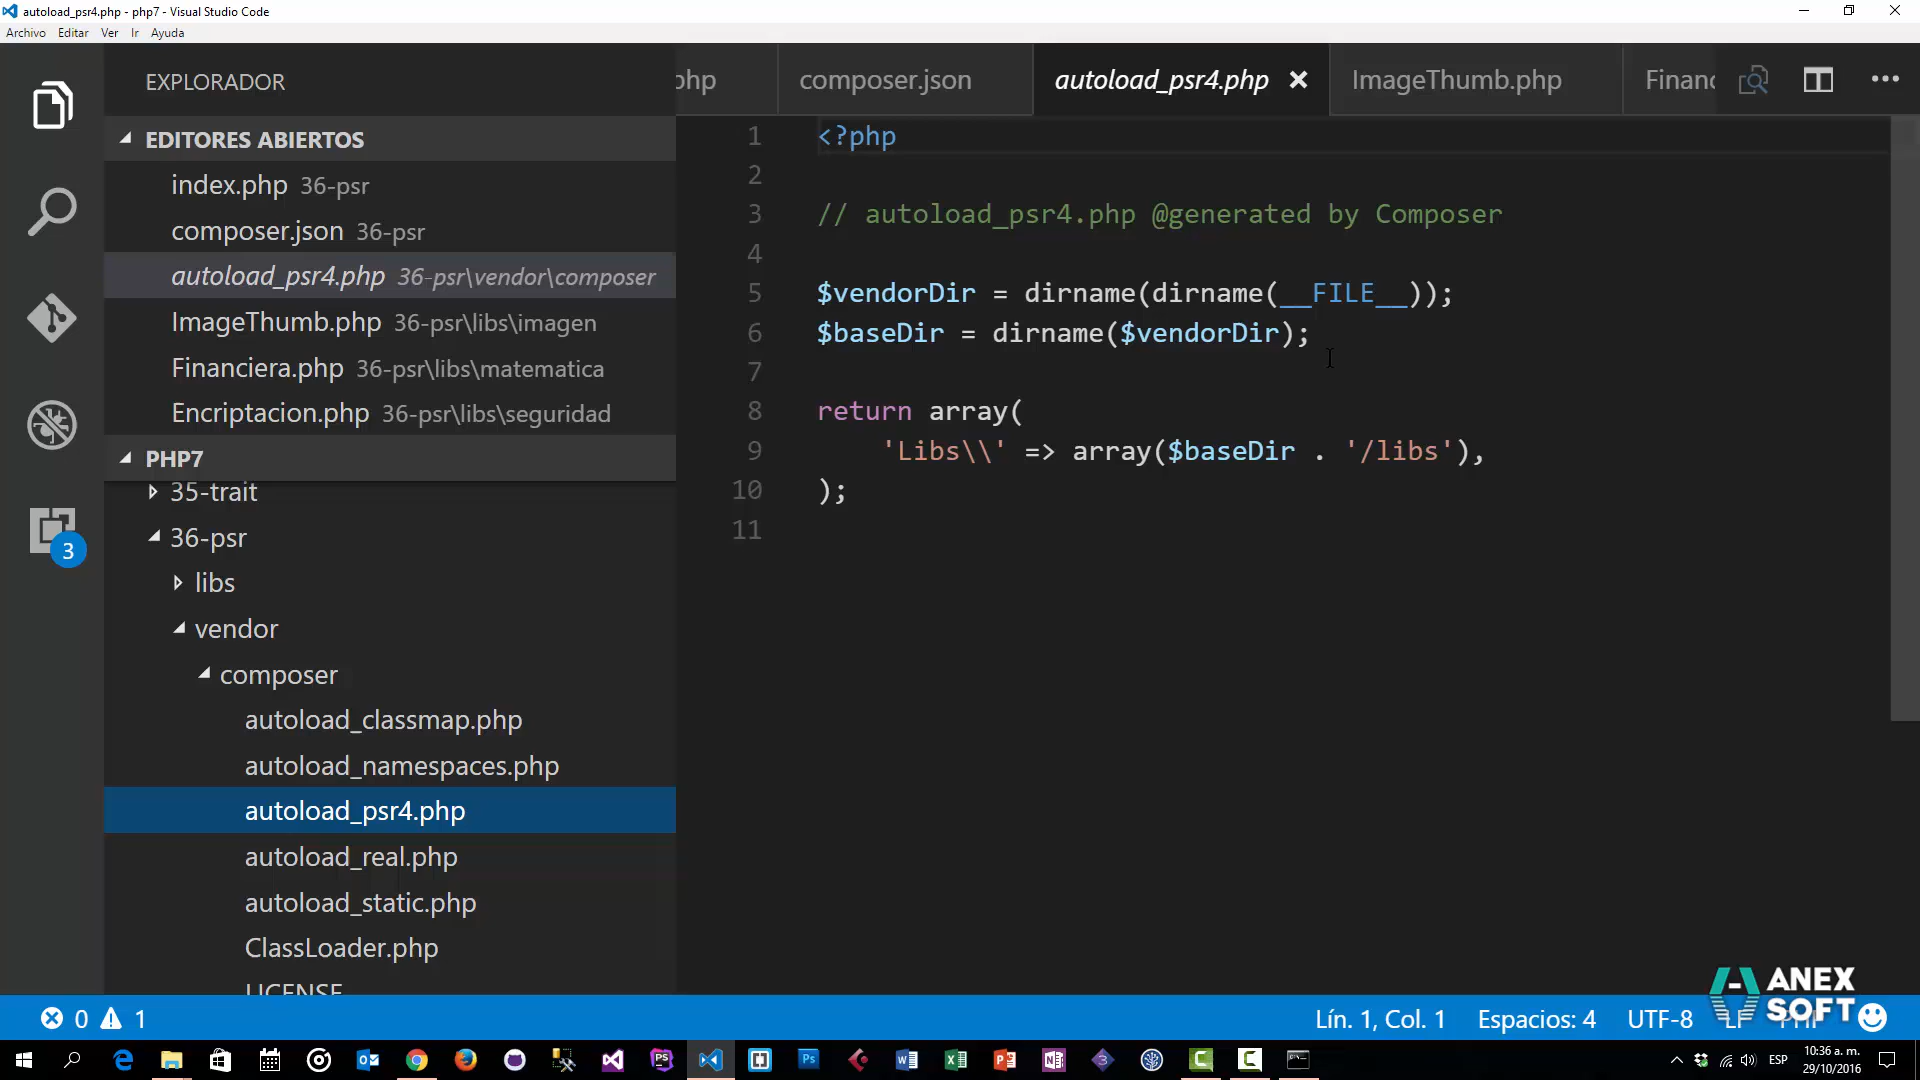 autoload_psr4.php - php7 - Visual Studio Code
Archivo Editar Ver Ir Ayuda
EXPLORADOR
EDITORES ABIERTOS
index.php 36-psr
composer.json 36-psr
autoload_psr4.php 36-psr\vendor\composer
ImageThumb.php 36-psr\libs\imagen
Financiera.php 36-psr\libs\matematica
Encriptacion.php 36-psr\libs\seguridad
PHP7
35-trait
36-psr
libs
vendor
composer
autoload_classmap.php
autoload_namespaces.php
autoload_psr4.php
autoload_real.php
autoload_static.php
ClassLoader.php
LICENSE
3
php composer.json autoload_psr4.php ImageThumb.php Financ
1 <?php
2
3 // autoload_psr4.php @generated by Composer
4
5 $vendorDir = dirname(dirname(__FILE__));
6 $baseDir = dirname($vendorDir);
7
8 return array(
9     'Libs\\' => array($baseDir . '/libs'),
10 );
11
ANEX
SOFT
0 1 Lín. 1, Col. 1 Espacios: 4 UTF-8 LF PHP
Ps PS ESP 10:36 a. m.
29/10/2016